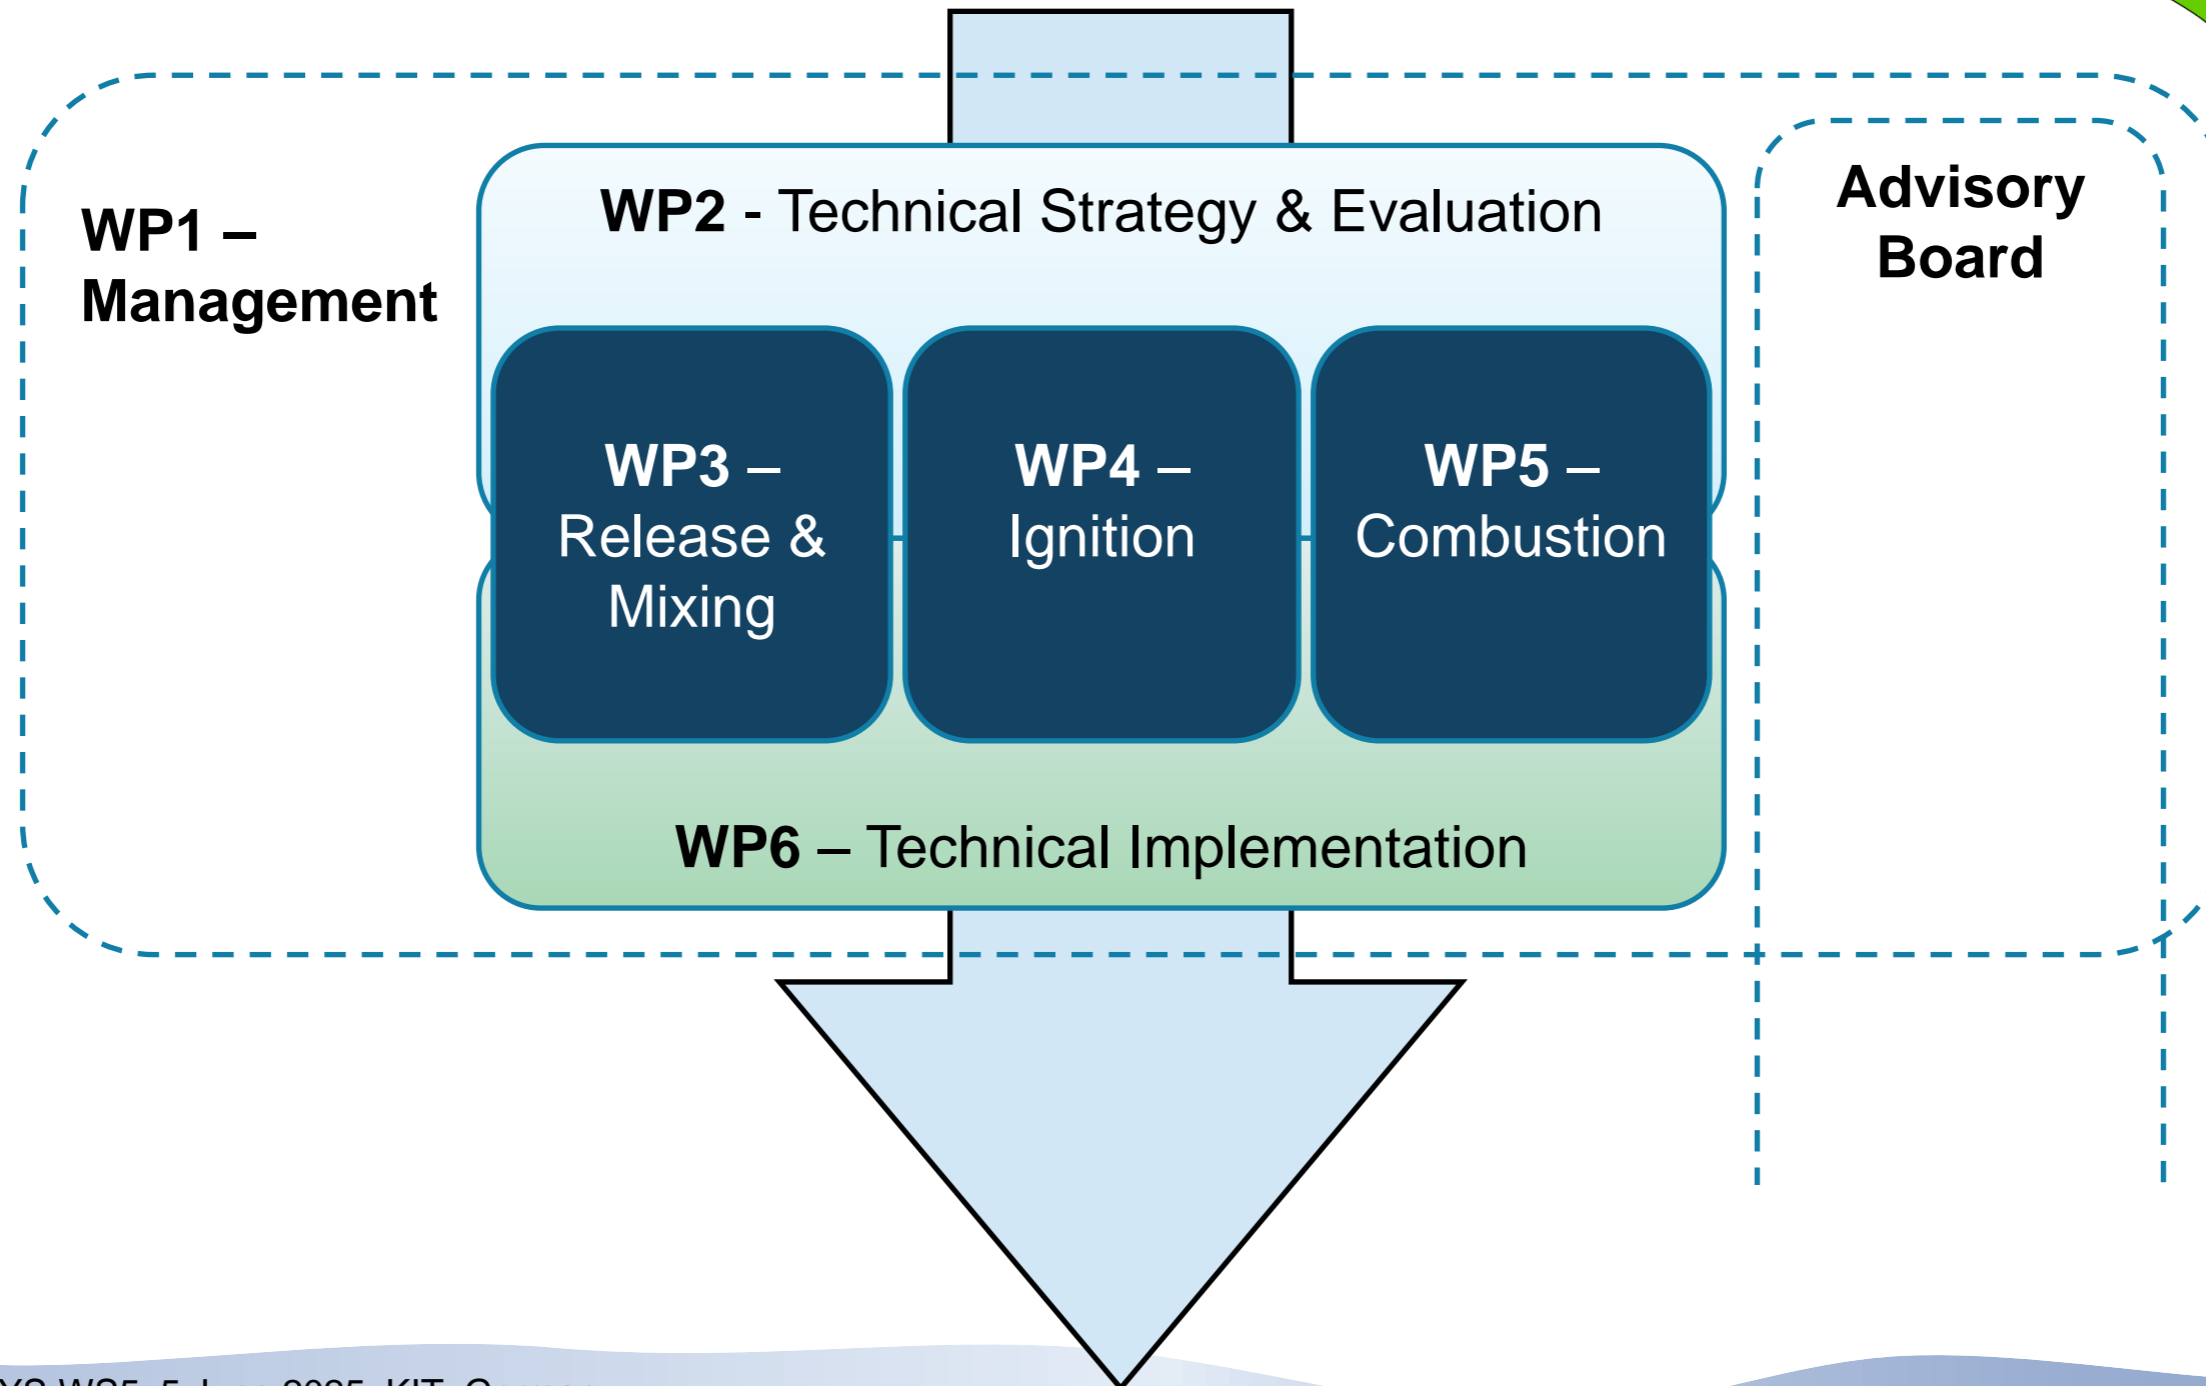 WP1 –
Management
WP2 - Technical Strategy & Evaluation
Advisory
Board
WP3 –
Release &
Mixing
WP4 –
Ignition
WP5 –
Combustion
WP6 – Technical Implementation